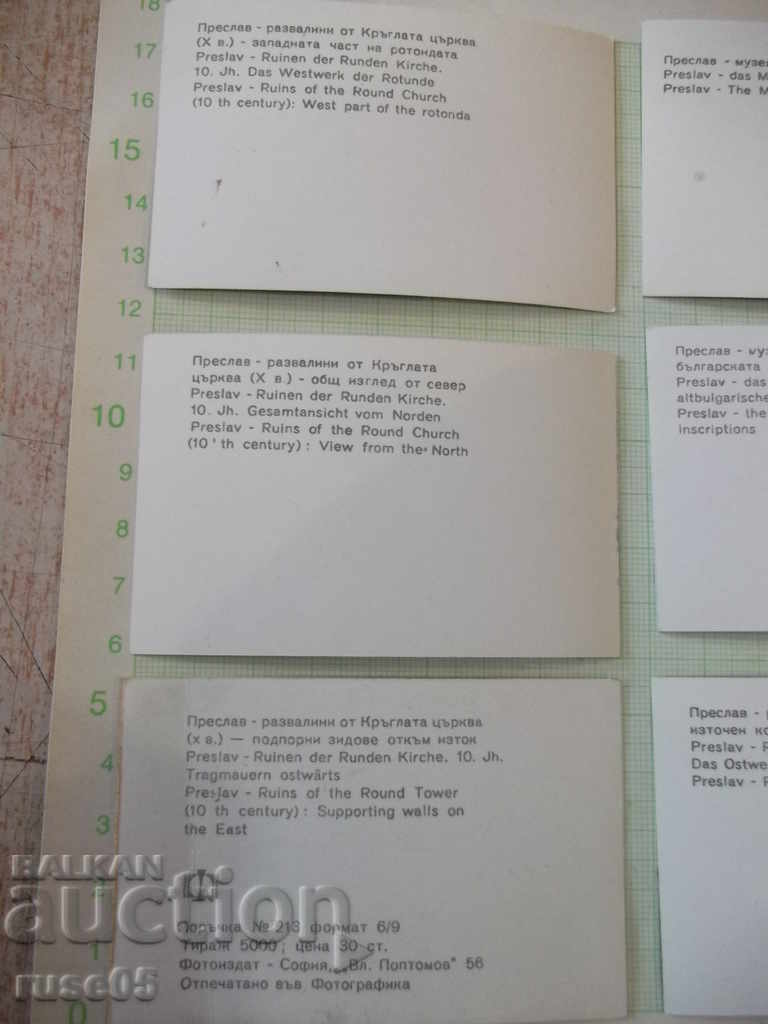 18
17
16
15
14
13
12
11
10
9
8
7
6
5
4
3
2
1
0
Преслав - развалини от Кръглата църква
(X в.) - западната част на ротондата
Preslav - Ruinen der Runden Kirche.
10. Jh. Das Westwerk der Rotunde
Preslav - Ruins of the Round Church
(10 th century): West part of the rotonda
Преслав - музе
Preslav - das M
Preslav - The M
Преслав - развалини от Кръглата
църква (X в.) - общ изглед от север
Preslav - Ruinen der Runden Kirche.
10. Jh. Gesamtansicht vom Norden
Preslav - Ruins of the Round Church
(10 ' th century) : View from the North
Преслав - муз
българската
Preslav - das
altbulgarische
Preslav - the
inscriptions
Преслав - развалини от Кръглата църква
(X в.) — подпорни зидове откъм изток
Preslav - Ruinen der Runden Kirche. 10. Jh.
Tragmauern ostwärts
Preslav - Ruins of the Round Tower
(10 th century) : Supporting walls on
the East
Поръчка № 213 формат 6/9
Тираж 5000; цена 30 ст.
Фотоиздат - София, „Вл. Поптомов" 56
Отпечатано във Фотографика
Преслав -
източен ко
Preslav - R
Das Ostwe
Preslav - R
BALKAN
auction
ruse05